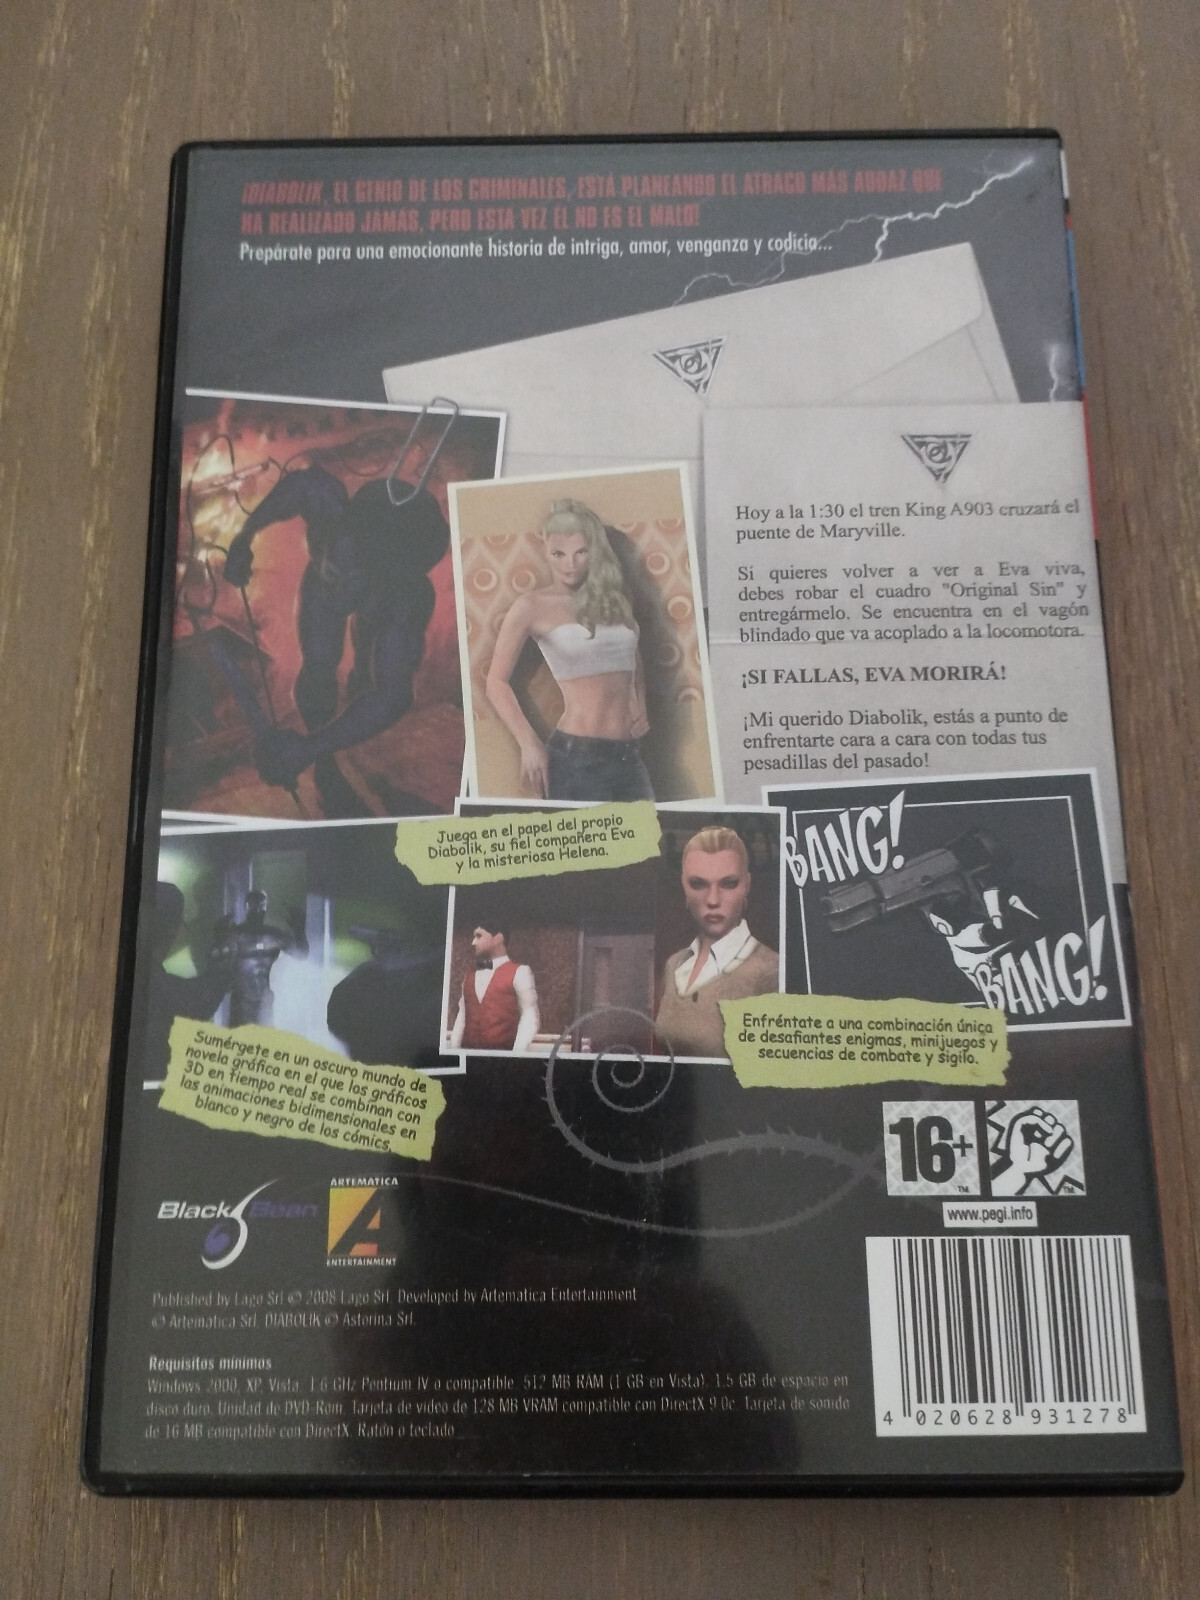 ¡DIABOLIK, EL GENIO DE LOS CRIMINALES, ESTÁ PLANEANDO EL ATRACO MÁS AUDAZ QUE
HA REALIZADO JAMÁS, PERO ESTA VEZ ÉL NO ES EL MALO!
Prepárate para una emocionante historia de intriga, amor, venganza y codicia...
Hoy a la 1:30 el tren King A903 cruzará el
puente de Maryville.
Si quieres volver a ver a Eva viva,
debes robar el cuadro "Original Sin" y
entregármelo. Se encuentra en el vagón
blindado que va acoplado a la locomotora.
¡SI FALLAS, EVA MORIRÁ!
¡Mi querido Diabolik, estás a punto de
enfrentarte cara a cara con todas tus
pesadillas del pasado!
Juega en el papel del propio
Diabolik, su fiel compañera Eva
y la misteriosa Helena.
BANG!
BANG!
Enfréntate a una combinación única
de desafiantes enigmas, minijuegos y
secuencias de combate y sigilo.
Sumérgete en un oscuro mundo de
novela gráfica en el que los gráficos
3D en tiempo real se combinan con
las animaciones bidimensionales en
blanco y negro de los cómics.
16+
TM
TM
www.pegi.info
Black Bean
ARTEMATICA
ENTERTAINMENT
Published by Lago Srl © 2008 Lago Srl. Developed by Artematica Entertainment
© Artematica Srl. DIABOLIK © Astorina Srl.
Requisitos mínimos
Windows 2000, XP, Vista. 1.6 GHz Pentium IV o compatible. 512 MB RAM (1 GB en Vista). 1.5 GB de espacio en
disco duro. Unidad de DVD-Rom. Tarjeta de vídeo de 128 MB VRAM compatible con DirectX 9.0c. Tarjeta de sonido
de 16 MB compatible con DirectX. Ratón o teclado
4 020628 931278